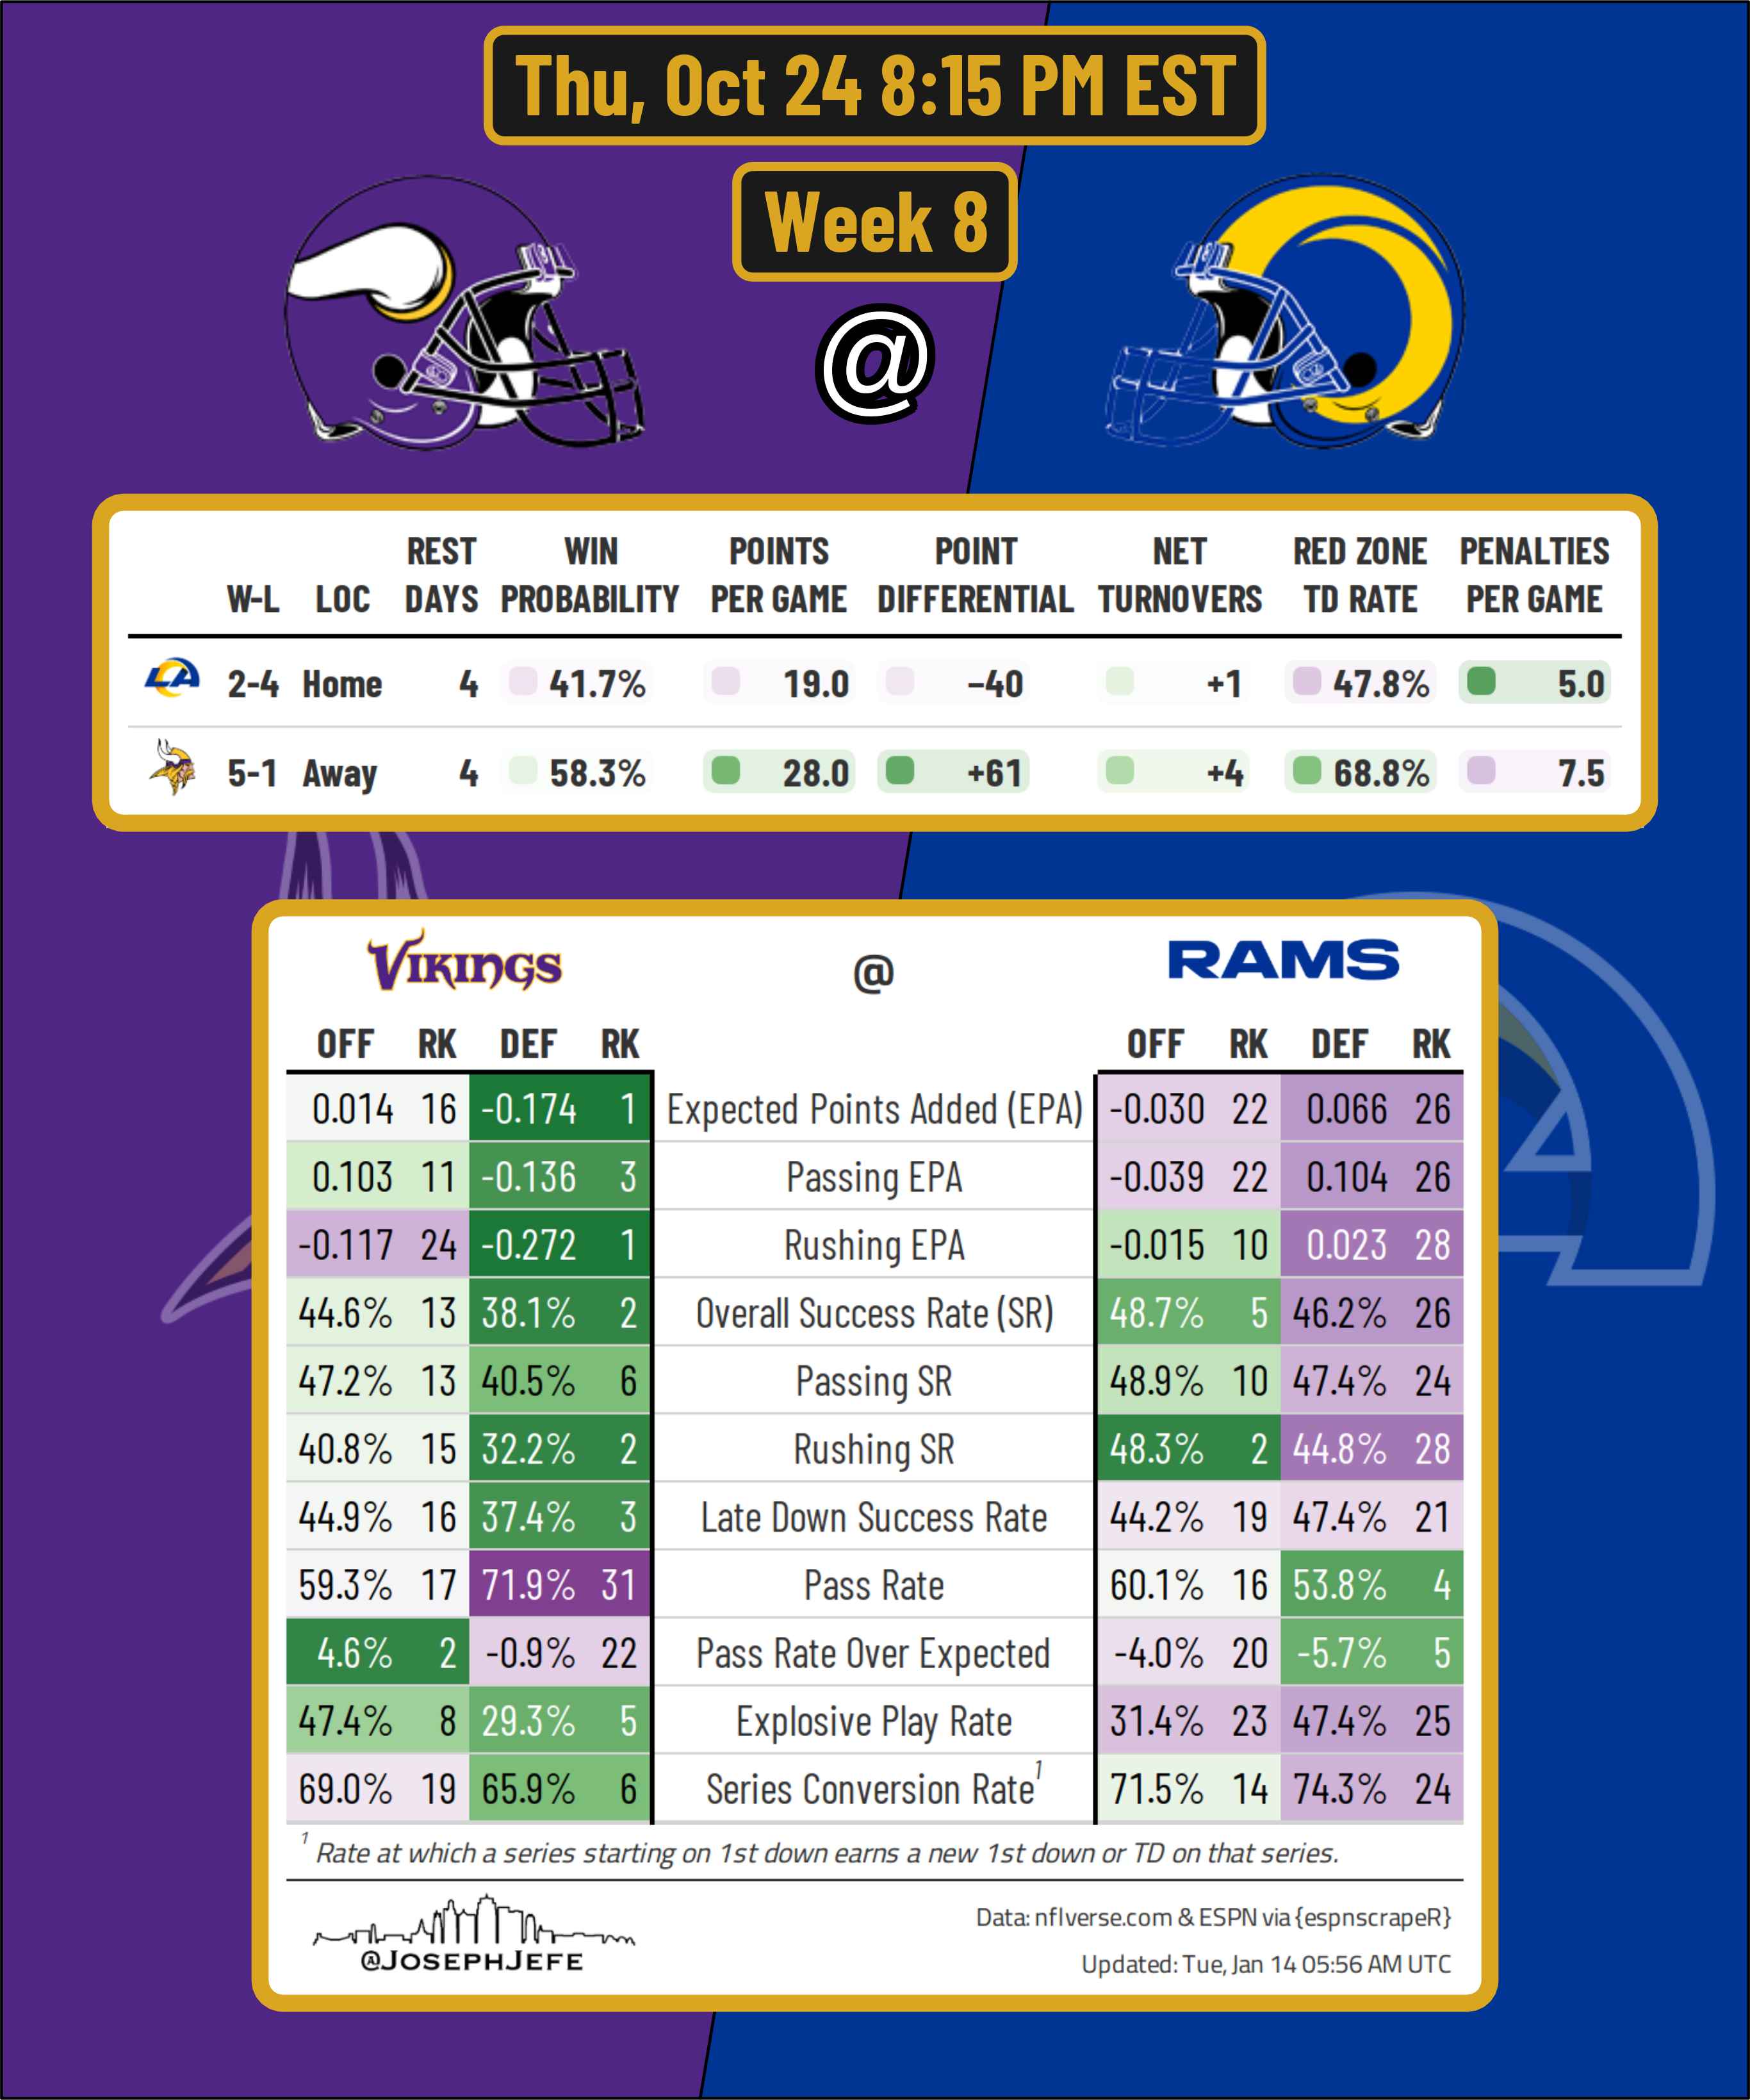 Thu, Oct 24 8:15 PM EST
Week 8
@
REST WIN POINTS POINT NET RED ZONE PENALTIES
W-L LOC DAYS PROBABILITY PER GAME DIFFERENTIAL TURNOVERS TD RATE PER GAME
LA 2-4 Home 4 41.7% 19.0 −40 +1 47.8% 5.0
5-1 Away 4 58.3% 28.0 +61 +4 68.8% 7.5
VIKINGS @ RAMS
OFF RK DEF RK OFF RK DEF RK
0.014 16 -0.174 1 Expected Points Added (EPA) -0.030 22 0.066 26
0.103 11 -0.136 3 Passing EPA -0.039 22 0.104 26
-0.117 24 -0.272 1 Rushing EPA -0.015 10 0.023 28
44.6% 13 38.1% 2 Overall Success Rate (SR) 48.7% 5 46.2% 26
47.2% 13 40.5% 6 Passing SR 48.9% 10 47.4% 24
40.8% 15 32.2% 2 Rushing SR 48.3% 2 44.8% 28
44.9% 16 37.4% 3 Late Down Success Rate 44.2% 19 47.4% 21
59.3% 17 71.9% 31 Pass Rate 60.1% 16 53.8% 4
4.6% 2 -0.9% 22 Pass Rate Over Expected -4.0% 20 -5.7% 5
47.4% 8 29.3% 5 Explosive Play Rate 31.4% 23 47.4% 25
69.0% 19 65.9% 6 Series Conversion Rate¹ 71.5% 14 74.3% 24
¹ Rate at which a series starting on 1st down earns a new 1st down or TD on that series.
@JOSEPHJEFE
Data: nflverse.com & ESPN via {espnscrapeR}
Updated: Tue, Jan 14 05:56 AM UTC